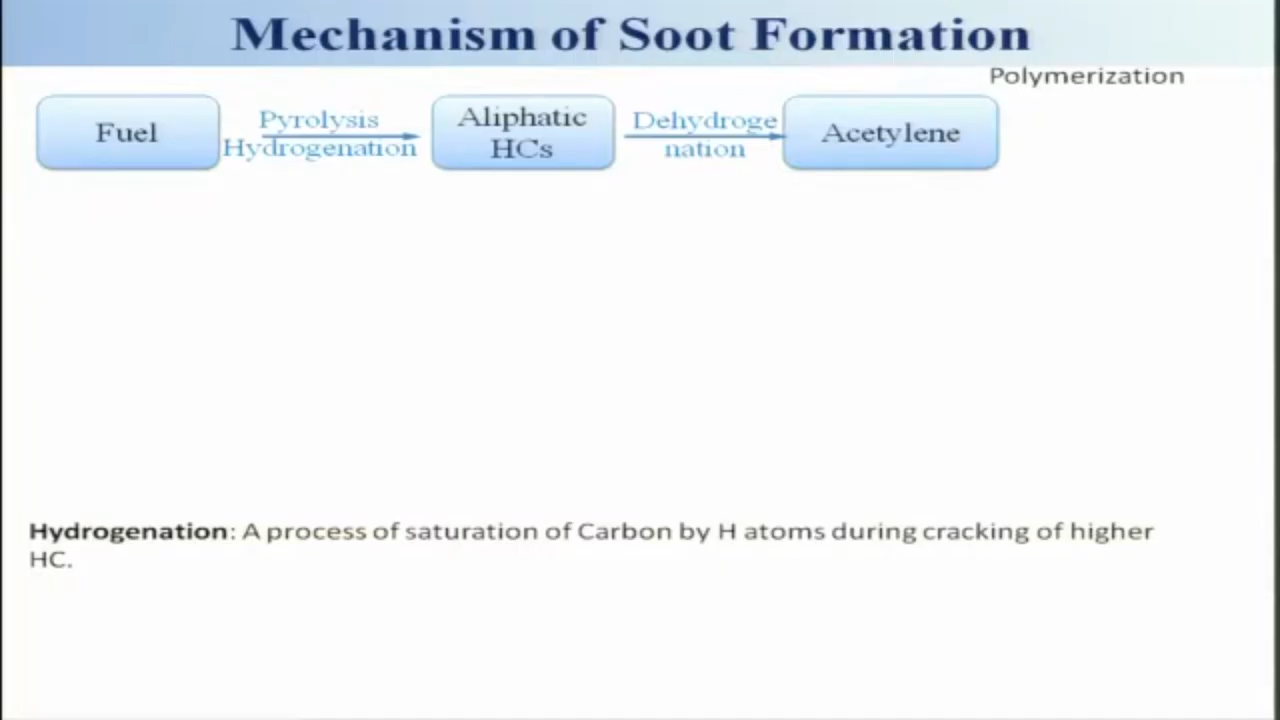 Mechanism of Soot Formation
Polymerization
Fuel
Pyrolysis
Hydrogenation
Aliphatic
HCs
Dehydroge
nation
Acetylene
Hydrogenation: A process of saturation of Carbon by H atoms during cracking of higher
HC.